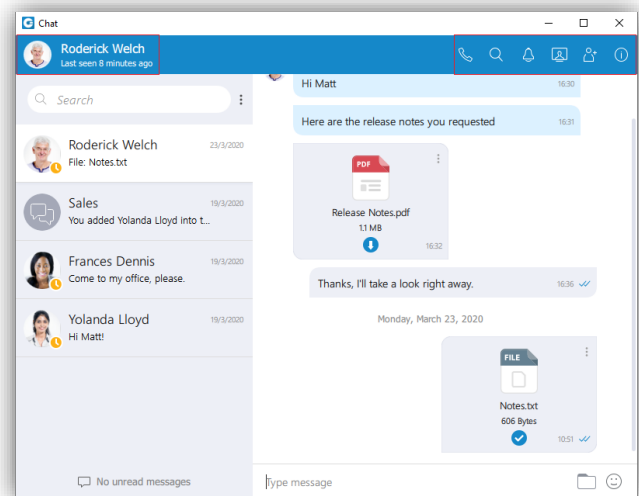 Chat
Roderick Welch
Last seen 8 minutes ago
Search
Roderick Welch
23/3/2020
File: Notes.txt
Sales
19/3/2020
You added Yolanda Lloyd into t...
Frances Dennis
19/3/2020
Come to my office, please.
Yolanda Lloyd
19/3/2020
Hi Matt!
No unread messages
Hi Matt
16:30
Here are the release notes you requested
16:31
PDF
Release Notes.pdf
1.1 MB
16:32
Thanks, I'll take a look right away.
16:36
Monday, March 23, 2020
FILE
Notes.txt
606 Bytes
10:51
Type message